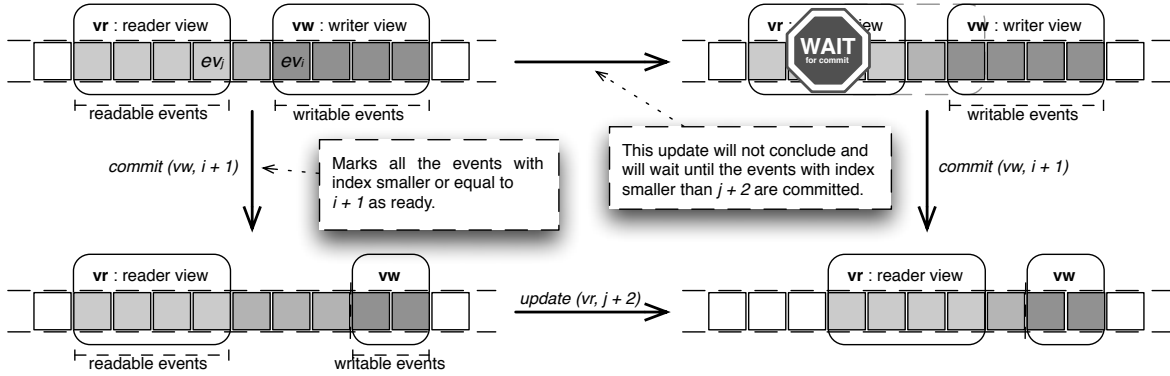 vr : reader view
vw : writer view
evj
evi
readable events
writable events
vr
view
vw : writer view
WAIT
for commit
writable events
commit (vw, i + 1)
Marks all the events with
index smaller or equal to
i + 1 as ready.
This update will not conclude and
will wait until the events with index
smaller than j + 2 are committed.
commit (vw, i + 1)
vr : reader view
vw
readable events
writable events
update (vr, j + 2)
vr : reader view
vw